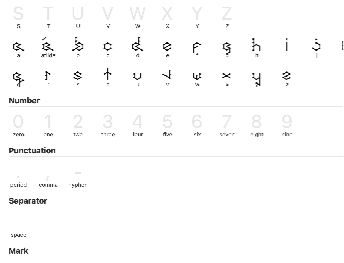 S T U V W X Y Z
S T U V W X Y Z
a atilde b c d e f g h i j
Number
0 1 2 3 4 5 6 7 8 9
zero one two three four five six seven eight nine
Punctuation
. , -
period comma hyphen
Separator
space
Mark